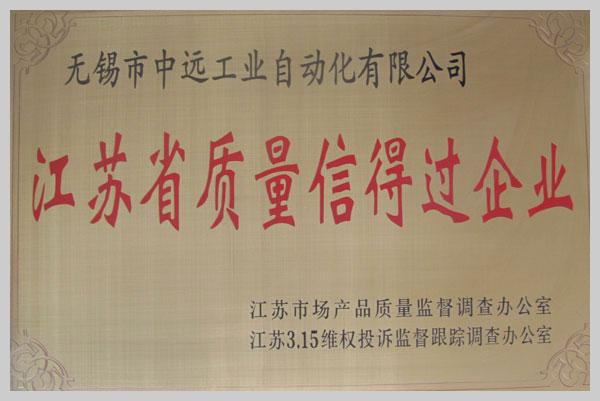 无锡市中远工业自动化有限公司
江苏省质量信得过企业
江苏市场产品质量监督调查办公室
江苏3.15维权投诉监督跟踪调查办公室